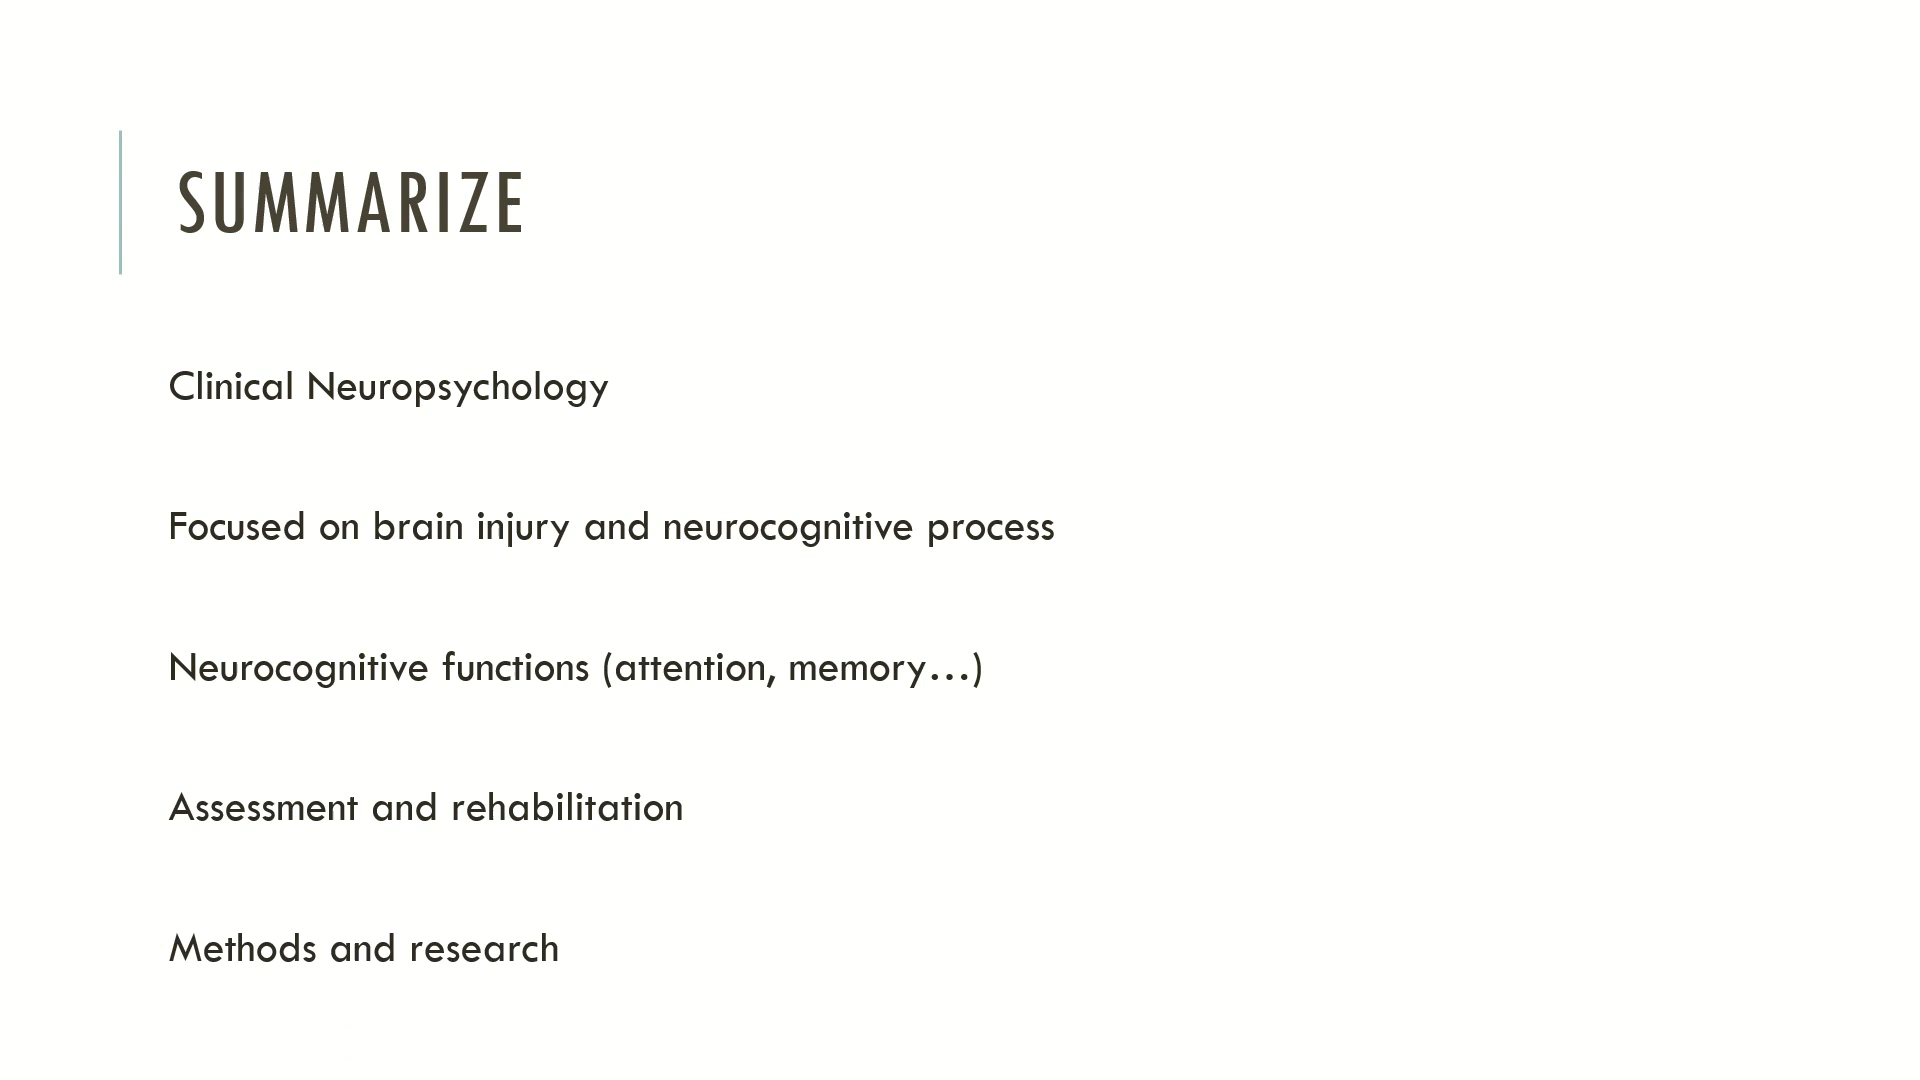 SUMMARIZE
Clinical Neuropsychology
Focused on brain injury and neurocognitive process
Neurocognitive functions (attention, memory…)
Assessment and rehabilitation
Methods and research